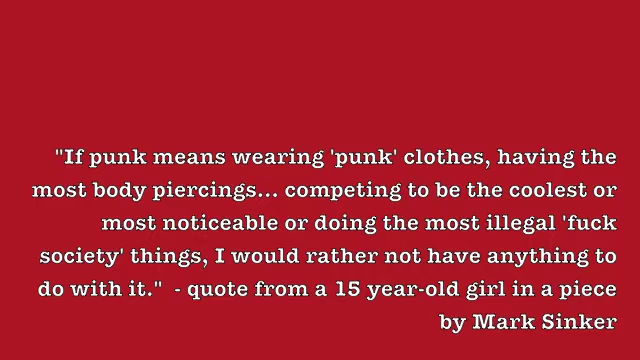 "If punk means wearing 'punk' clothes, having the
most body piercings... competing to be the coolest or
most noticeable or doing the most illegal 'fuck
society' things, I would rather not have anything to
do with it."  - quote from a 15 year-old girl in a piece
by Mark Sinker